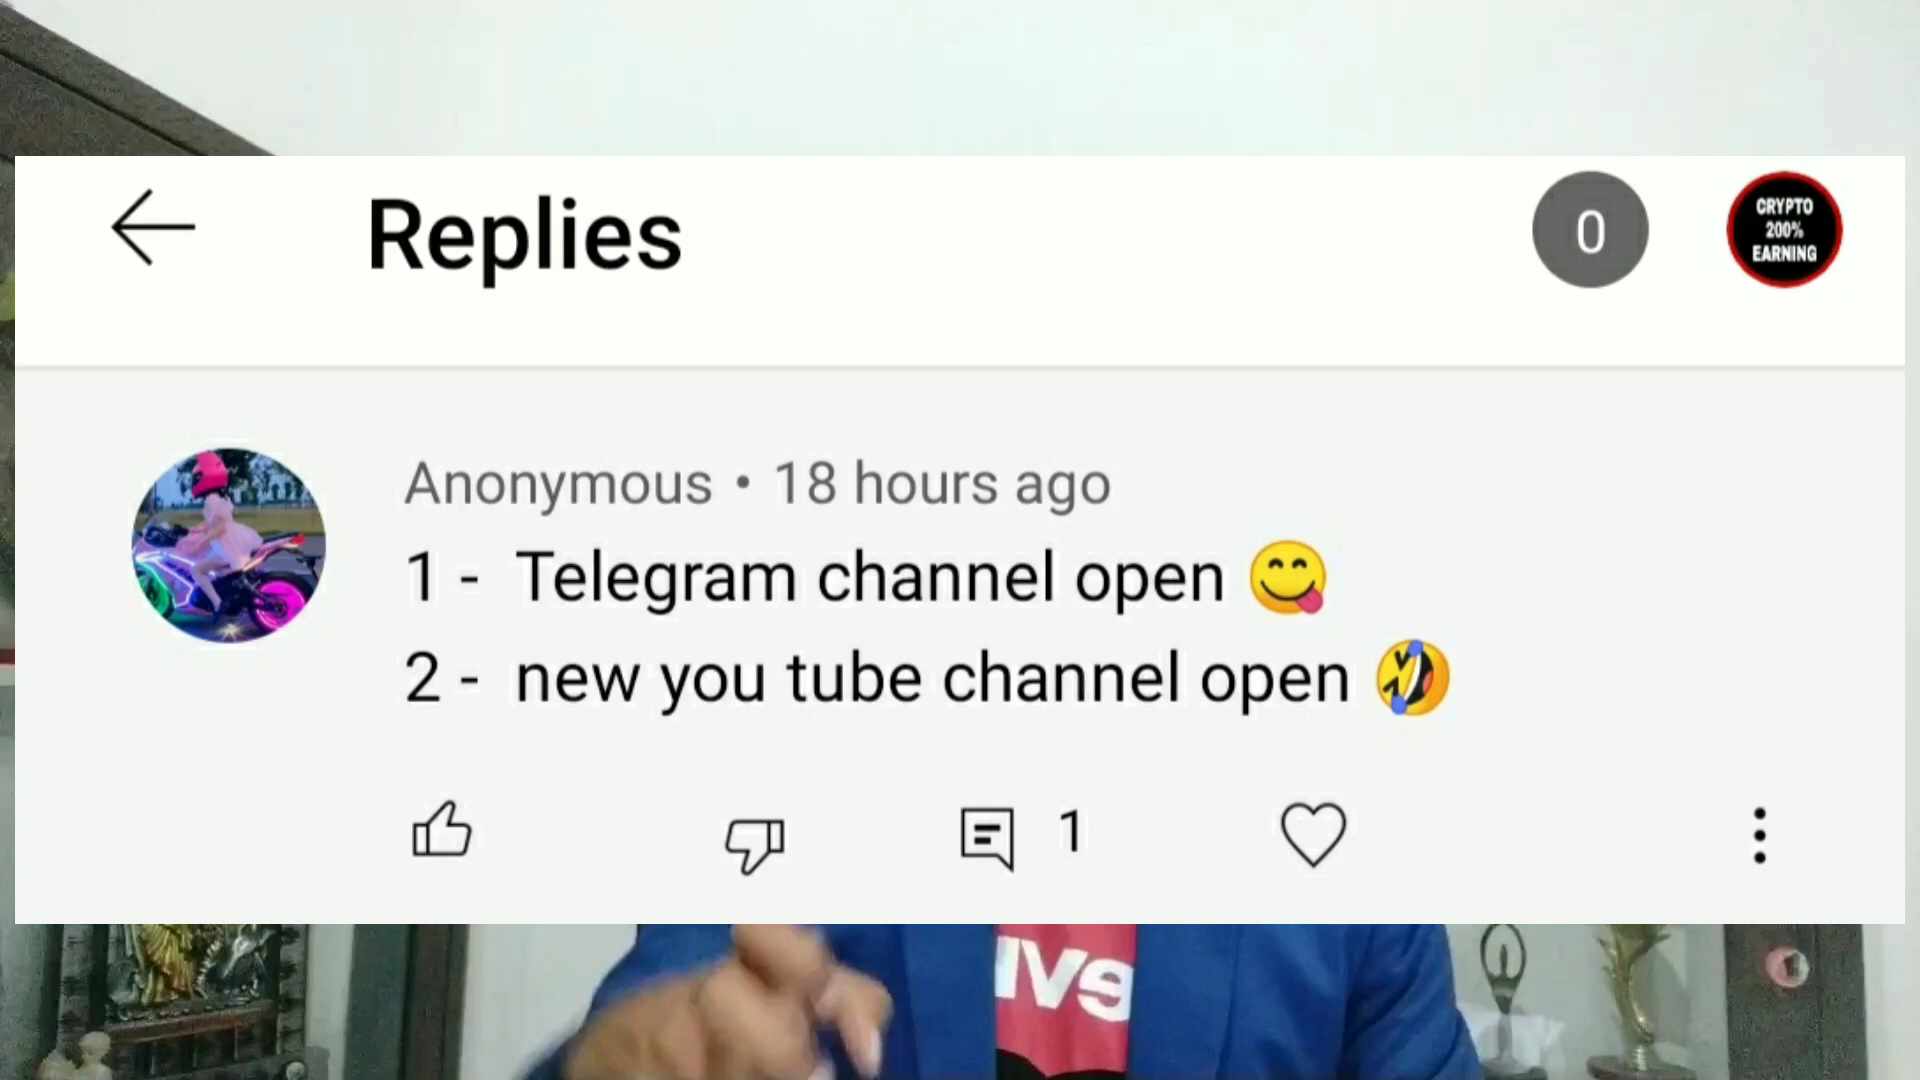 Replies
0
CRYPTO
200%
EARNING
Anonymous • 18 hours ago
1 - Telegram channel open 😋
2 - new you tube channel open 🤣
1